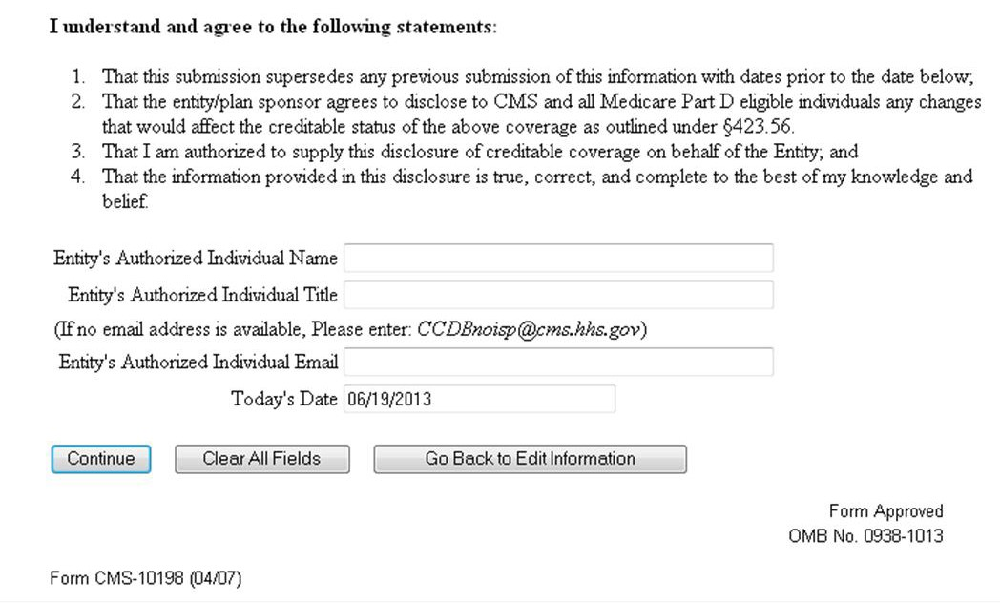 I understand and agree to the following statements:
1. That this submission supersedes any previous submission of this information with dates prior to the date below;
2. That the entity/plan sponsor agrees to disclose to CMS and all Medicare Part D eligible individuals any changes
that would affect the creditable status of the above coverage as outlined under §423.56.
3. That I am authorized to supply this disclosure of creditable coverage on behalf of the Entity; and
4. That the information provided in this disclosure is true, correct, and complete to the best of my knowledge and
belief.
Entity's Authorized Individual Name
Entity's Authorized Individual Title
(If no email address is available, Please enter: CCDBnoisp@cms.hhs.gov)
Entity's Authorized Individual Email
Today's Date 06/19/2013
Continue Clear All Fields Go Back to Edit Information
Form Approved
OMB No. 0938-1013
Form CMS-10198 (04/07)